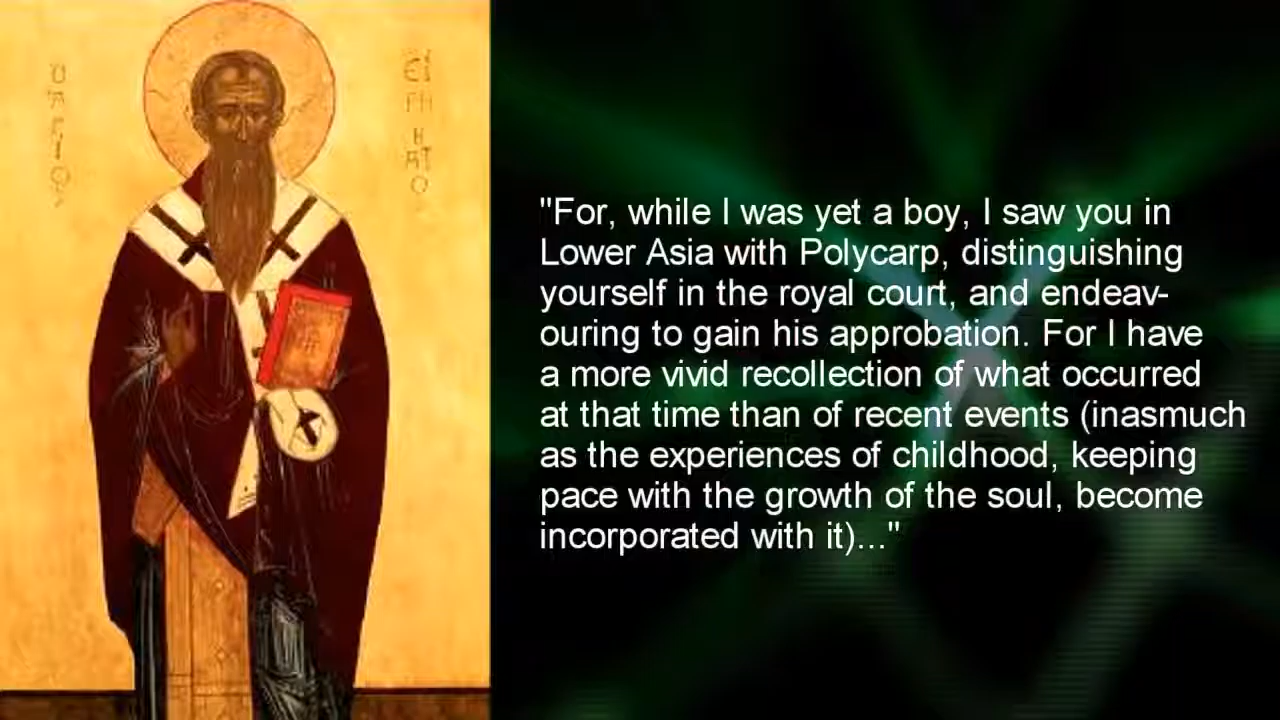 "For, while I was yet a boy, I saw you in
Lower Asia with Polycarp, distinguishing
yourself in the royal court, and endeav-
ouring to gain his approbation. For I have
a more vivid recollection of what occurred
at that time than of recent events (inasmuch
as the experiences of childhood, keeping
pace with the growth of the soul, become
incorporated with it)..."